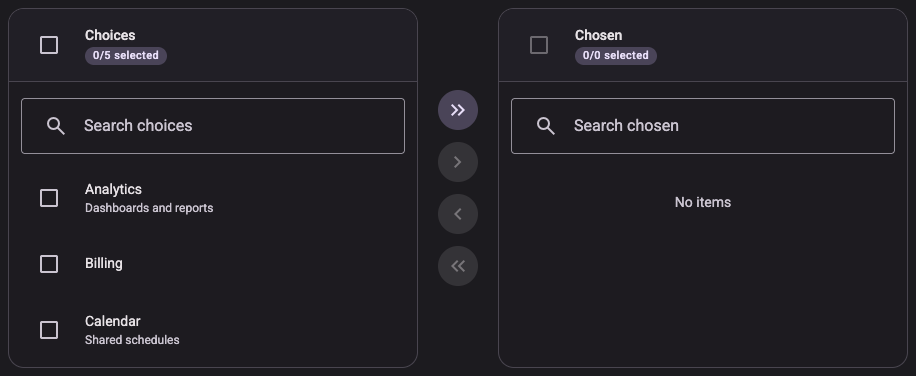 Choices
0/5 selected
Search choices
Analytics
Dashboards and reports
Billing
Calendar
Shared schedules
Chosen
0/0 selected
Search chosen
No items